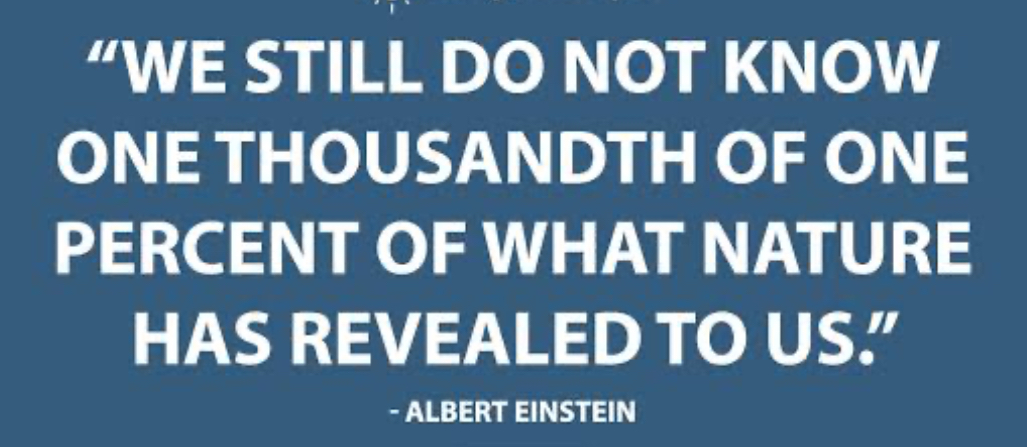 “WE STILL DO NOT KNOW
ONE THOUSANDTH OF ONE
PERCENT OF WHAT NATURE
HAS REVEALED TO US.”
- ALBERT EINSTEIN